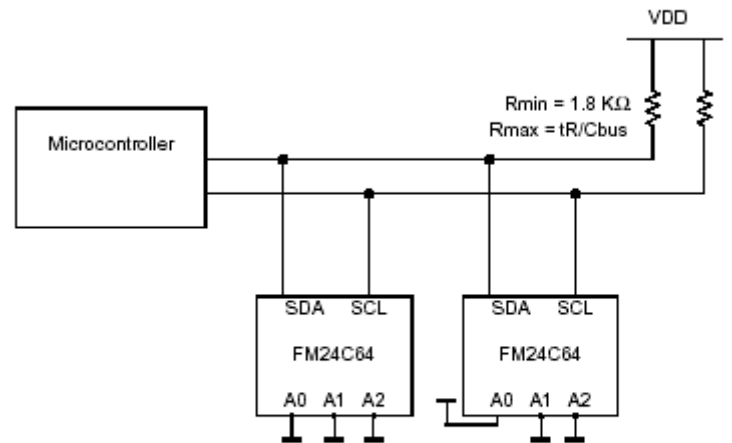 VDD
Rmin = 1.8 KΩ
Rmax = tR/Cbus
Microcontroller
SDA SCL
FM24C64
A0 A1 A2
SDA SCL
FM24C64
A0 A1 A2